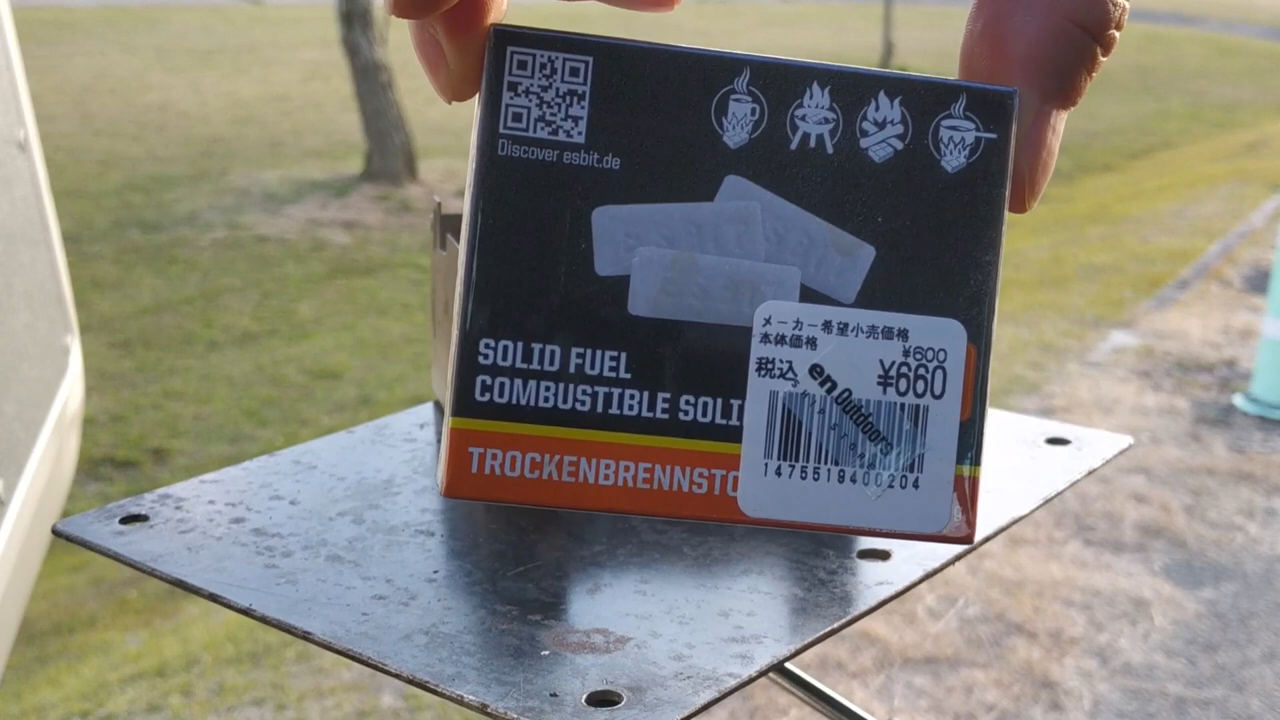 Discover esbit.de
SOLID FUEL
COMBUSTIBLE SOLI
TROCKENBRENNSTO
メーカー希望小売価格
本体価格
¥600
税込
¥660
en Outdoors
1475519400204